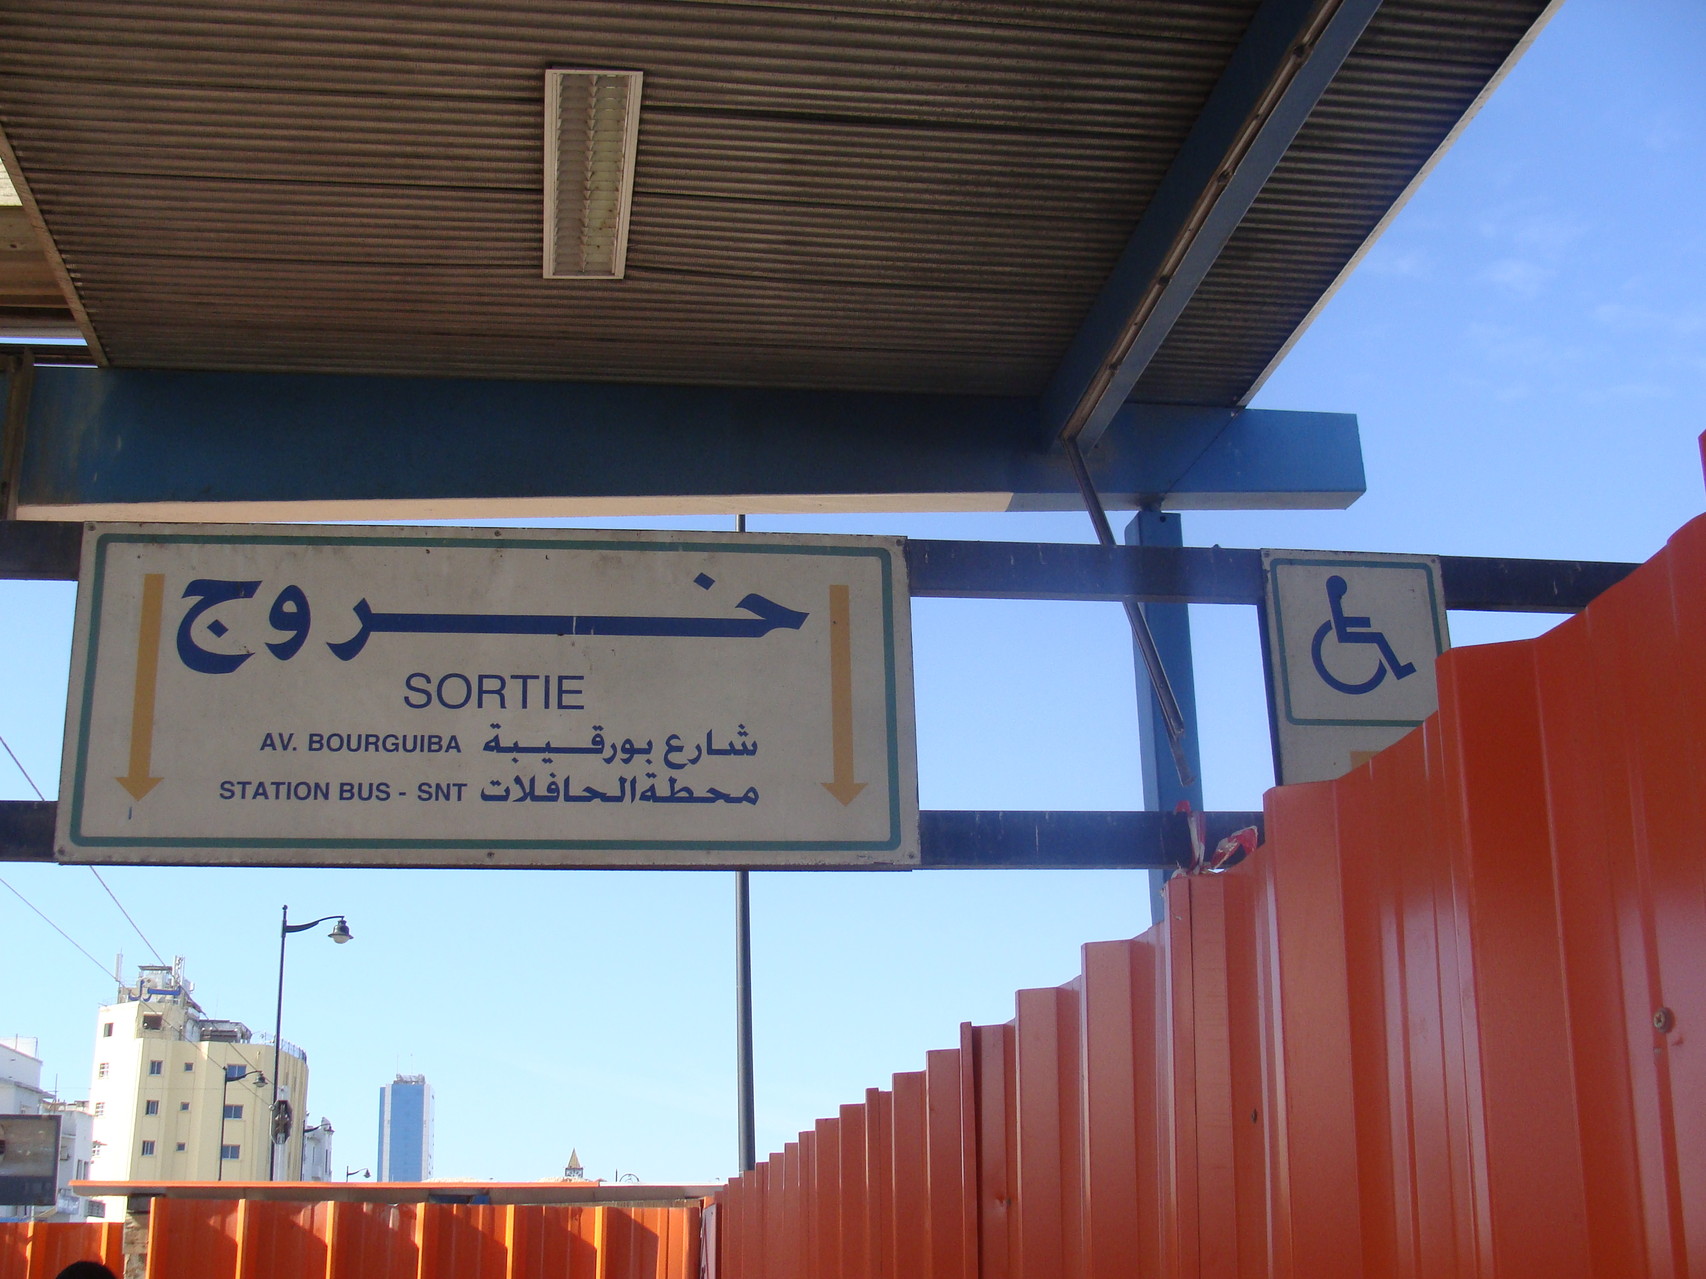 خروج
SORTIE
AV. BOURGUIBA شارع بورقيبة
STATION BUS - SNT محطة الحافلات